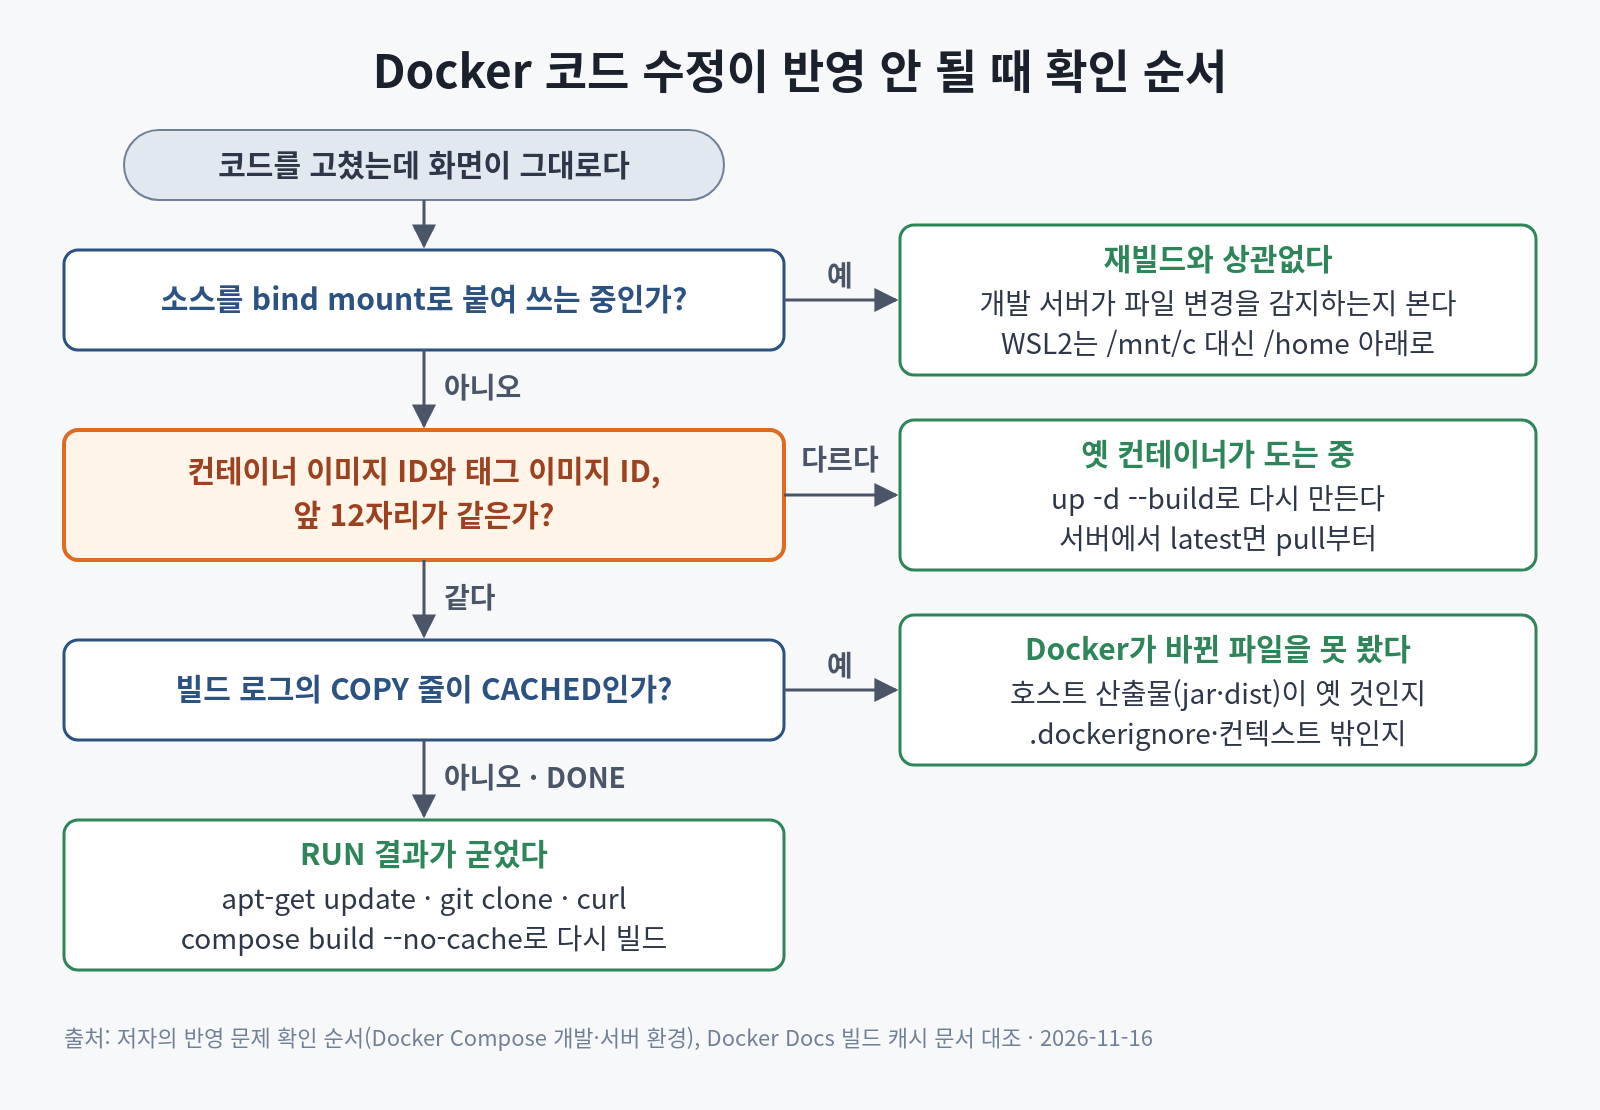 Docker 코드 수정이 반영 안 될 때 확인 순서
코드를 고쳤는데 화면이 그대로다
소스를 bind mount로 붙여 쓰는 중인가?
예
재빌드와 상관없다
개발 서버가 파일 변경을 감지하는지 본다
WSL2는 /mnt/c 대신 /home 아래로
아니오
컨테이너 이미지 ID와 태그 이미지 ID,
앞 12자리가 같은가?
다르다
옛 컨테이너가 도는 중
up -d --build로 다시 만든다
서버에서 latest면 pull부터
같다
빌드 로그의 COPY 줄이 CACHED인가?
예
Docker가 바뀐 파일을 못 봤다
호스트 산출물(jar·dist)이 옛 것인지
.dockerignore·컨텍스트 밖인지
아니오 · DONE
RUN 결과가 굳었다
apt-get update · git clone · curl
compose build --no-cache로 다시 빌드
출처: 저자의 반영 문제 확인 순서(Docker Compose 개발·서버 환경), Docker Docs 빌드 캐시 문서 대조 · 2026-11-16